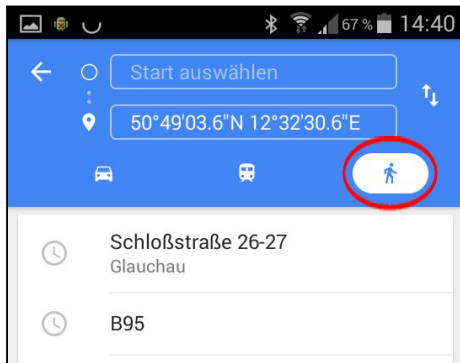 67 % 14:40
Start auswählen
50°49'03.6"N 12°32'30.6"E
Schloßstraße 26-27
Glauchau
B95